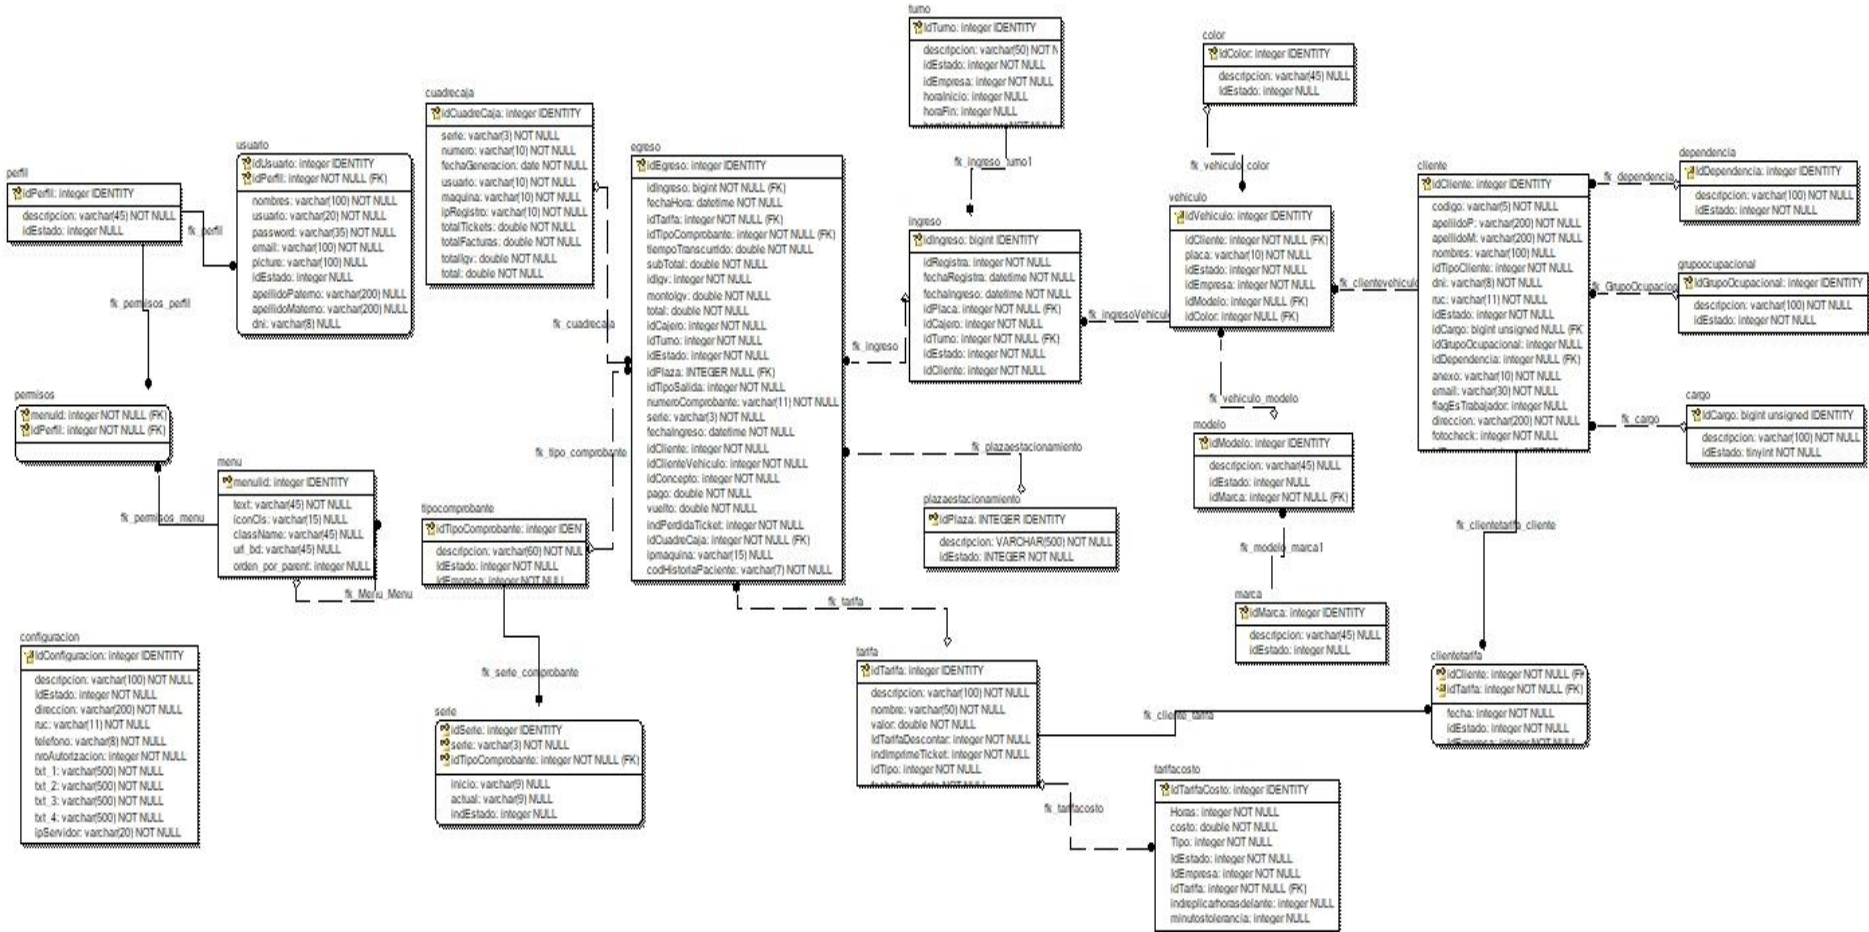 perfil
idPerfil: integer IDENTITY
descripcion: varchar(45) NOT NULL
idEstado: integer NULL
fk_perfil
fk_permisos_perfil
usuario
idUsuario: integer IDENTITY
idPerfil: integer NOT NULL (FK)
nombres: varchar(100) NOT NULL
usuario: varchar(20) NOT NULL
password: varchar(35) NOT NULL
email: varchar(100) NOT NULL
picture: varchar(100) NOT NULL
idEstado: integer NULL
apellidoPaterno: varchar(200) NULL
apellidoMaterno: varchar(200) NULL
dni: varchar(8) NULL
permisos
menuId: integer NOT NULL (FK)
idPerfil: integer NOT NULL (FK)
fk_permisos_menu
menu
menuId: integer IDENTITY
text: varchar(45) NOT NULL
iconCls: varchar(15) NULL
className: varchar(45) NULL
url_bd: varchar(45) NULL
orden_por_parent: integer NULL
fk_Menu_Menu
configuracion
idConfiguracion: integer IDENTITY
descripcion: varchar(100) NOT NULL
idEstado: integer NOT NULL
direccion: varchar(200) NOT NULL
ruc: varchar(11) NOT NULL
telefono: varchar(8) NOT NULL
nroAutorizacion: integer NOT NULL
txt_1: varchar(500) NOT NULL
txt_2: varchar(500) NOT NULL
txt_3: varchar(500) NOT NULL
txt_4: varchar(500) NOT NULL
ipServidor: varchar(20) NOT NULL
cuadrecaja
idCuadreCaja: integer IDENTITY
serie: varchar(3) NOT NULL
numero: varchar(10) NOT NULL
fechaGeneracion: date NOT NULL
usuario: varchar(10) NOT NULL
maquina: varchar(10) NOT NULL
ipRegistro: varchar(10) NOT NULL
totalTickets: double NOT NULL
totalFacturas: double NOT NULL
totalIgv: double NOT NULL
total: double NOT NULL
fk_cuadrecaja
fk_tipo_comprobante
tipocomprobante
idTipoComprobante: integer IDEN
descripcion: varchar(60) NOT NUL
idEstado: integer NOT NULL
idEmpresa: integer NOT NULL
fk_serie_comprobante
serie
idSerie: integer IDENTITY
serie: varchar(3) NOT NULL
idTipoComprobante: integer NOT NULL (FK)
inicio: varchar(9) NULL
actual: varchar(9) NULL
indEstado: integer NULL
egreso
idEgreso: integer IDENTITY
idIngreso: bigint NOT NULL (FK)
fechaHora: datetime NOT NULL
idTarifa: integer NOT NULL (FK)
idTipoComprobante: integer NOT NULL (FK)
tiempoTranscurrido: double NOT NULL
subTotal: double NOT NULL
idIgv: integer NOT NULL
montoIgv: double NOT NULL
total: double NOT NULL
idCajero: integer NOT NULL
idTurno: integer NOT NULL
idEstado: integer NOT NULL
idPlaza: INTEGER NULL (FK)
idTipoSalida: integer NOT NULL
numeroComprobante: varchar(11) NOT NULL
serie: varchar(3) NOT NULL
fechaIngreso: datetime NOT NULL
idCliente: integer NOT NULL
idClienteVehiculo: integer NOT NULL
idConcepto: integer NOT NULL
pago: double NOT NULL
vuelto: double NOT NULL
indPerdidaTicket: integer NOT NULL
idCuadreCaja: integer NOT NULL (FK)
ipmaquina: varchar(15) NULL
codHistoriaPaciente: varchar(7) NOT NULL
fk_tarifa
turno
idTurno: integer IDENTITY
descripcion: varchar(50) NOT N
idEstado: integer NOT NULL
idEmpresa: integer NOT NULL
horaInicio: integer NULL
horaFin: integer NULL
fk_ingreso_turno1
ingreso
idIngreso: bigint IDENTITY
idRegistra: integer NOT NULL
fechaRegistra: datetime NOT NULL
fechaIngreso: datetime NOT NULL
idPlaca: integer NOT NULL (FK)
idCajero: integer NOT NULL
idTurno: integer NOT NULL (FK)
idEstado: integer NOT NULL
idCliente: integer NOT NULL
fk_ingreso
fk_ingresoVehiculo
fk_plazaestacionamiento
plazaestacionamiento
idPlaza: INTEGER IDENTITY
descripcion: VARCHAR(500) NOT NULL
idEstado: INTEGER NOT NULL
tarifa
idTarifa: integer IDENTITY
descripcion: varchar(100) NOT NULL
nombre: varchar(50) NOT NULL
valor: double NOT NULL
idTarifaDescontar: integer NOT NULL
indImprimeTicket: integer NOT NULL
idTipo: integer NOT NULL
fk_tarifacosto
tarifacosto
idTarifaCosto: integer IDENTITY
Horas: integer NOT NULL
costo: double NOT NULL
Tipo: integer NOT NULL
idEstado: integer NOT NULL
idEmpresa: integer NOT NULL
idTarifa: integer NOT NULL (FK)
indreplicarhorasdelante: integer NULL
minutostolerancia: integer NULL
color
idColor: integer IDENTITY
descripcion: varchar(45) NULL
idEstado: integer NULL
fk_vehiculo_color
vehiculo
idVehiculo: integer IDENTITY
idCliente: integer NOT NULL (FK)
placa: varchar(10) NOT NULL
idEstado: integer NOT NULL
idEmpresa: integer NOT NULL
idModelo: integer NULL (FK)
idColor: integer NULL (FK)
fk_clientevehiculo
fk_vehiculo_modelo
modelo
idModelo: integer IDENTITY
descripcion: varchar(45) NULL
idEstado: integer NULL
idMarca: integer NOT NULL (FK)
fk_modelo_marca1
marca
idMarca: integer IDENTITY
descripcion: varchar(45) NULL
idEstado: integer NULL
fk_cliente_tarifa
cliente
idCliente: integer IDENTITY
codigo: varchar(5) NOT NULL
apellidoP: varchar(200) NOT NULL
apellidoM: varchar(200) NOT NULL
nombres: varchar(100) NULL
idTipoCliente: integer NOT NULL
dni: varchar(8) NOT NULL
ruc: varchar(11) NOT NULL
idEstado: integer NOT NULL
idCargo: bigint unsigned NULL (FK
idGrupoOcupacional: integer NULL
idDependencia: integer NULL (FK)
anexo: varchar(10) NOT NULL
email: varchar(30) NOT NULL
flagEsTrabajador: integer NULL
direccion: varchar(200) NOT NULL
fotocheck: integer NOT NULL
fk_clientetarifa_cliente
clientetarifa
idCliente: integer NOT NULL (FK
idTarifa: integer NOT NULL (FK)
fecha: integer NOT NULL
idEstado: integer NOT NULL
idEmpresa: integer NOT NULL
fk_dependencia
dependencia
idDependencia: integer IDENTITY
descripcion: varchar(100) NOT NULL
idEstado: integer NOT NULL
fk_GrupoOcupacion
grupoocupacional
idGrupoOcupacional: integer IDENTITY
descripcion: varchar(100) NOT NULL
idEstado: integer NOT NULL
fk_cargo
cargo
idCargo: bigint unsigned IDENTITY
descripcion: varchar(100) NOT NULL
idEstado: tinyint NOT NULL